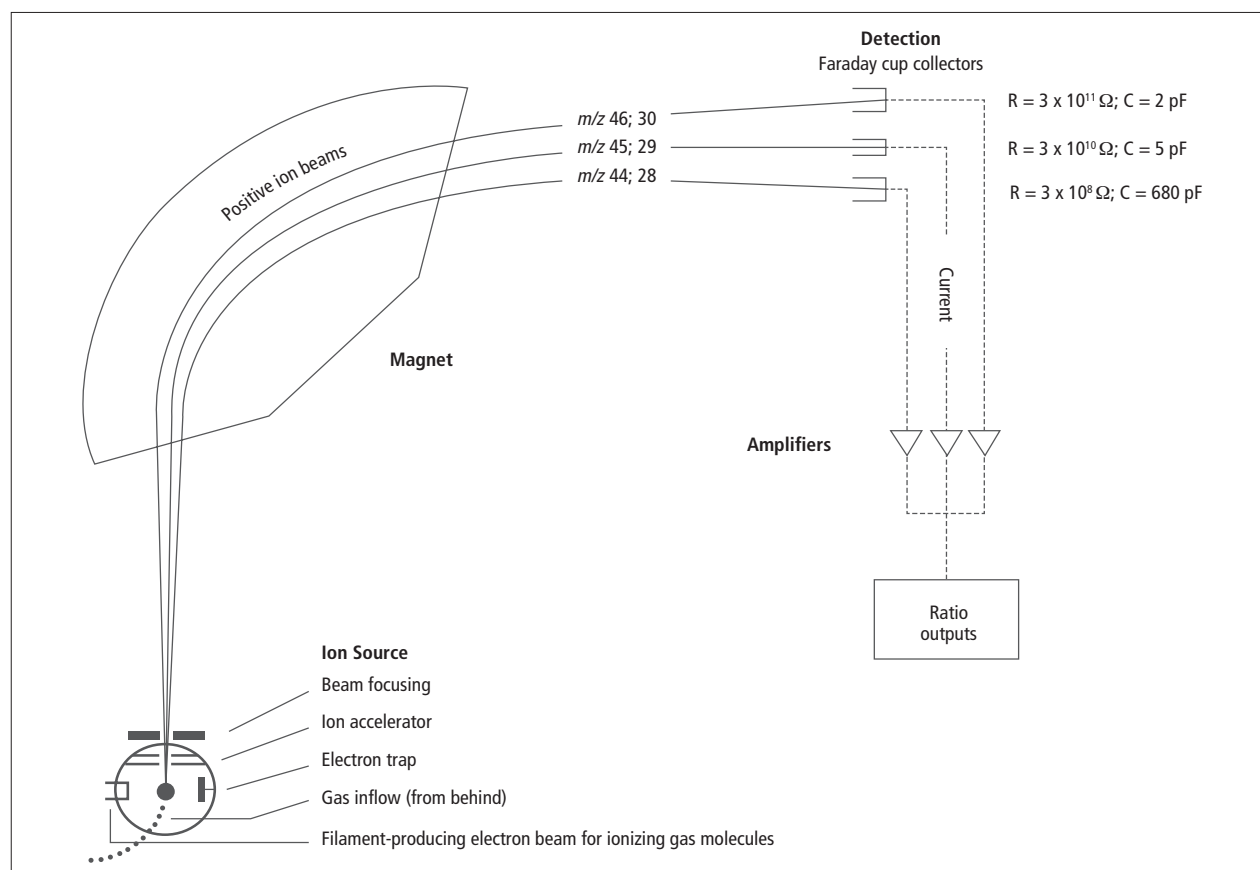 Detection
Faraday cup collectors
R = 3 x 10¹¹ Ω; C = 2 pF
m/z 46; 30
m/z 45; 29
R = 3 x 10¹⁰ Ω; C = 5 pF
m/z 44; 28
R = 3 x 10⁸ Ω; C = 680 pF
Positive ion beams
Current
Magnet
Amplifiers
Ratio
outputs
Ion Source
Beam focusing
Ion accelerator
Electron trap
Gas inflow (from behind)
Filament-producing electron beam for ionizing gas molecules